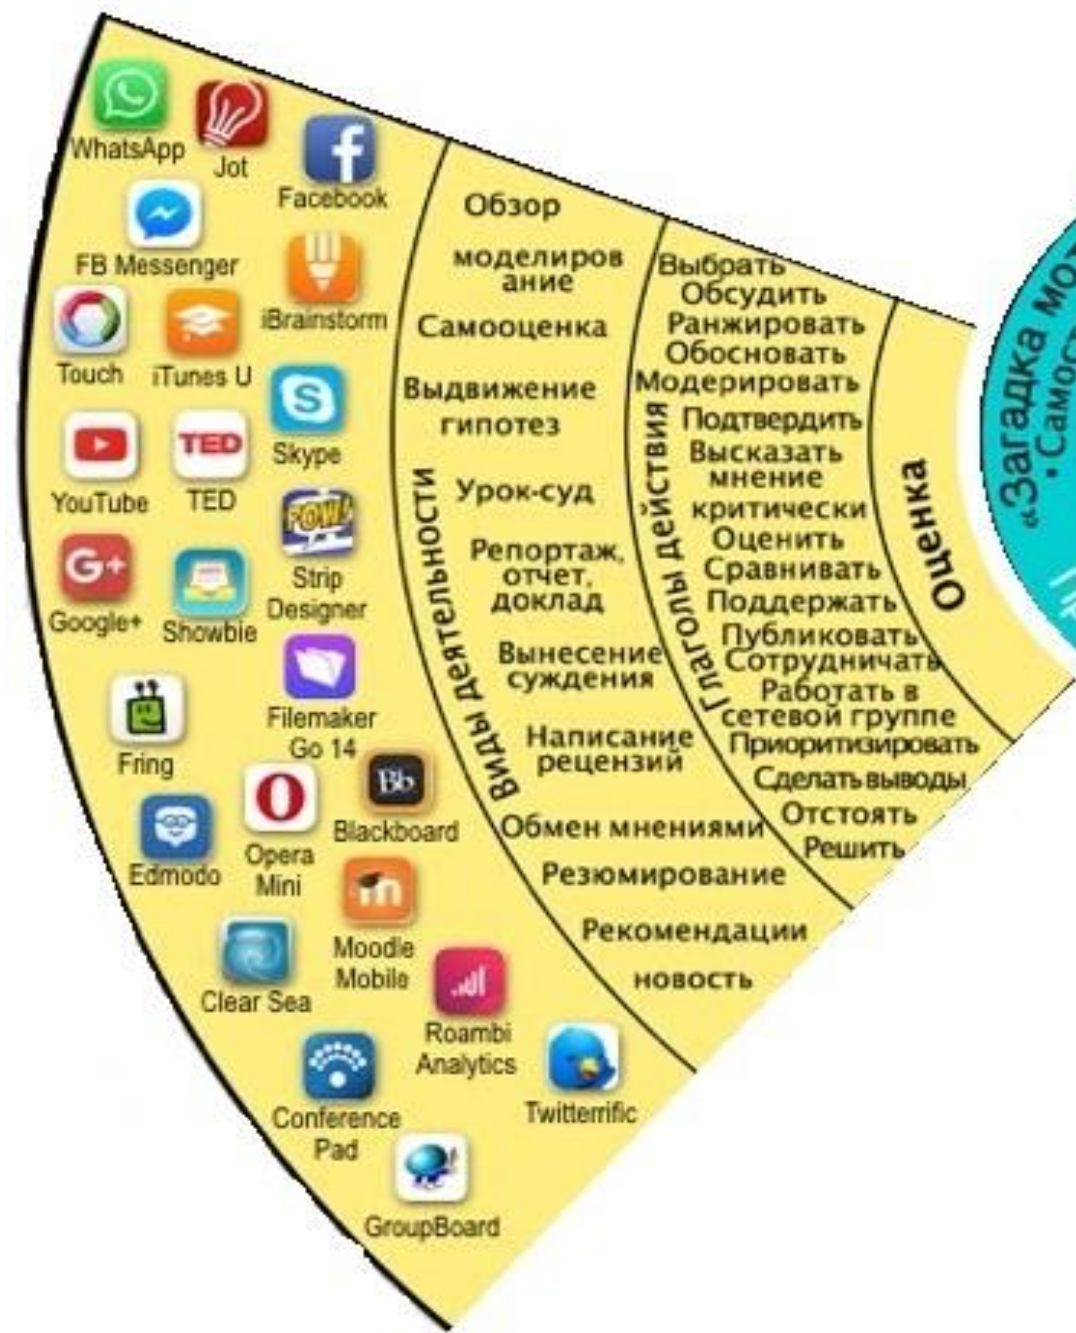 WhatsApp
Jot
Facebook
FB Messenger
iBrainstorm
Touch
iTunes U
Skype
YouTube
TED
TED
POW!
Strip
Designer
G+
Google+
Showbie
Filemaker
Go 14
Fring
Bb
Blackboard
Edmodo
Opera
Mini
m
Moodle
Mobile
Clear Sea
Roambi
Analytics
Conference
Pad
Twitterrific
GroupBoard
Виды деятельности
Обзор
моделиров
ание
Самооценка
Выдвижение
гипотез
Урок-суд
Репортаж,
отчет,
доклад
Вынесение
суждения
Написание
рецензий
Обмен мнениями
Резюмирование
Рекомендации
новость
Глаголы действия
Выбрать
Обсудить
Ранжировать
Обосновать
Модерировать
Подтвердить
Высказать
мнение
критически
Оценить
Сравнивать
Поддержать
Публиковать
Сотрудничать
Работать в
сетевой группе
Приоритизировать
Сделать выводы
Отстоять
Решить
Оценка
«Загадка